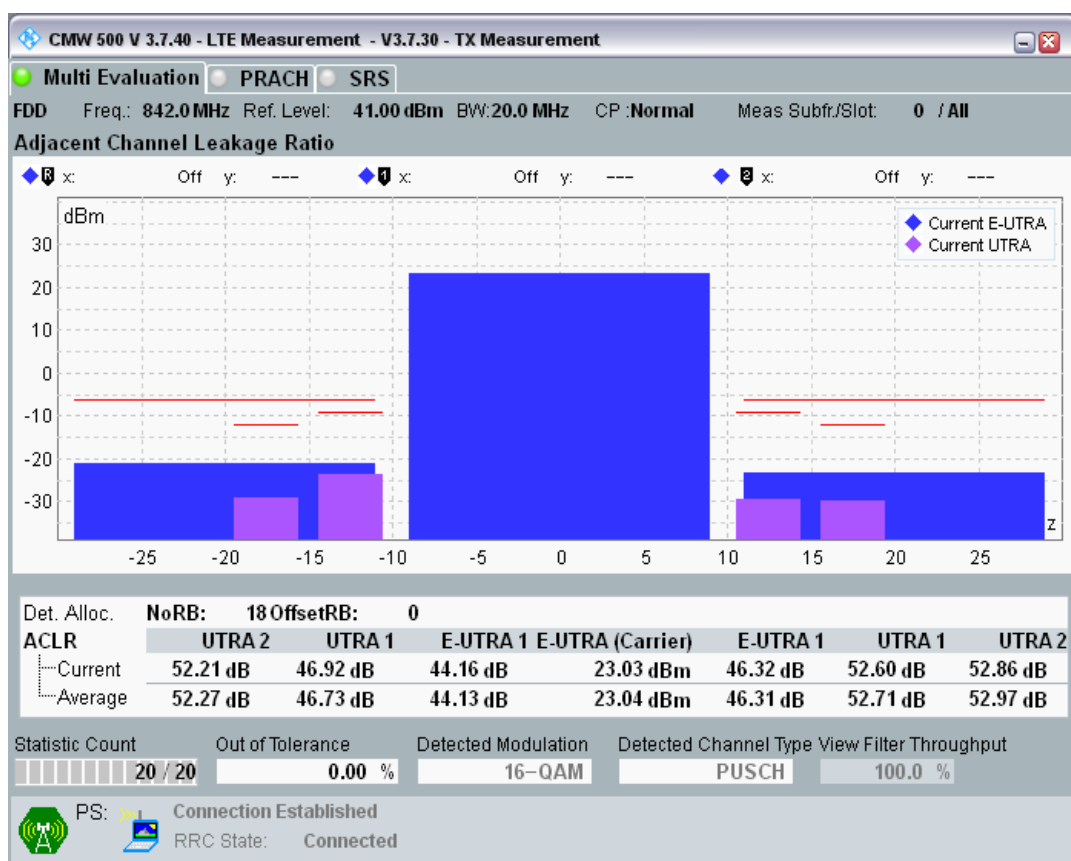 CMW 500 V 3.7.40 - LTE Measurement - V3.7.30 - TX Measurement
Multi Evaluation PRACH SRS
FDD Freq.: 842.0 MHz Ref. Level: 41.00 dBm BW:20.0 MHz CP :Normal Meas Subfr./Slot: 0 / All
Adjacent Channel Leakage Ratio
R x: Off y: --- 1 x: Off y: --- 2 x: Off y: ---
dBm
Current E-UTRA
Current UTRA
30
20
10
0
-10
-20
-30
z
-25 -20 -15 -10 -5 0 5 10 15 20 25
Det. Alloc. NoRB: 18 OffsetRB: 0
ACLR UTRA 2 UTRA 1 E-UTRA 1 E-UTRA (Carrier) E-UTRA 1 UTRA 1 UTRA 2
Current 52.21 dB 46.92 dB 44.16 dB 23.03 dBm 46.32 dB 52.60 dB 52.86 dB
Average 52.27 dB 46.73 dB 44.13 dB 23.04 dBm 46.31 dB 52.71 dB 52.97 dB
Statistic Count Out of Tolerance Detected Modulation Detected Channel Type View Filter Throughput
20 / 20 0.00 % 16-QAM PUSCH 100.0 %
PS: Connection Established
RRC State: Connected